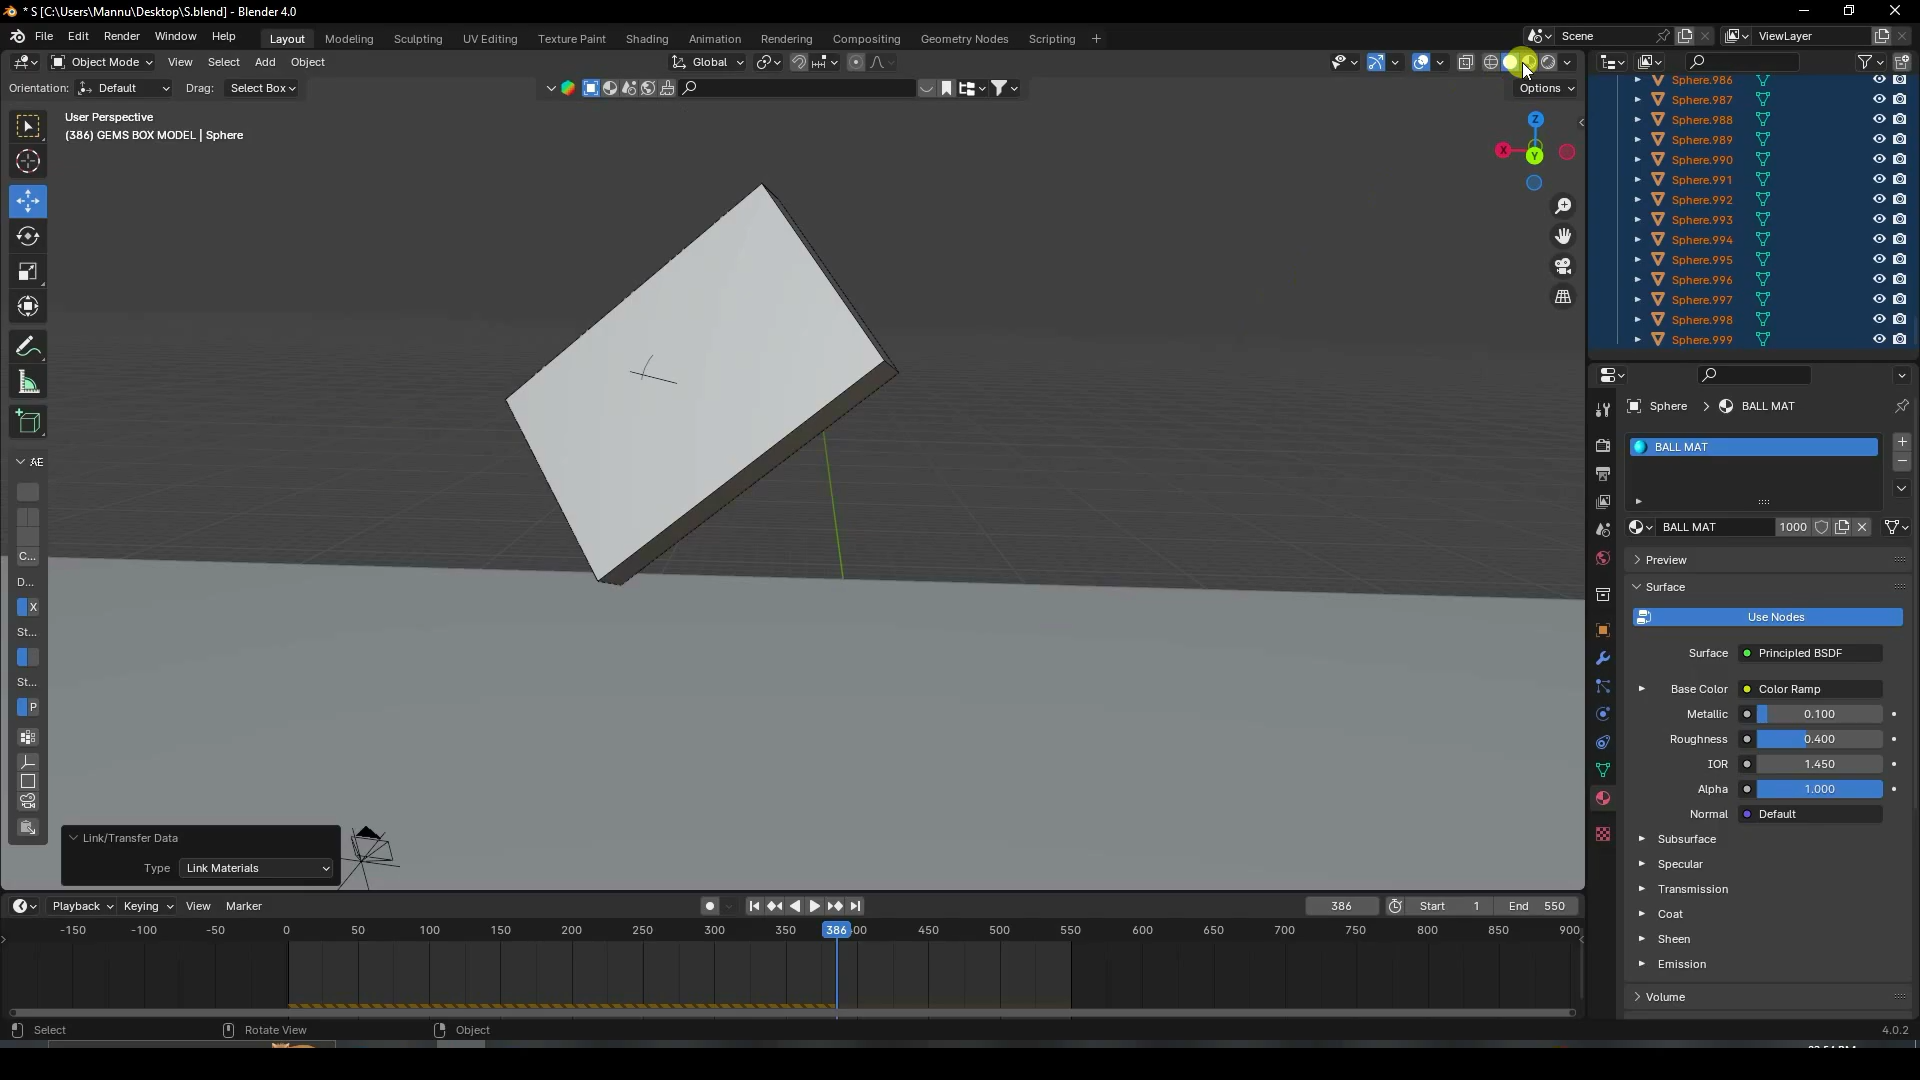 * S [C:\Users\Mannu\Desktop\S.blend] - Blender 4.0
File Edit Render Window Help
Layout Modeling Sculpting UV Editing Texture Paint Shading Animation Rendering Compositing Geometry Nodes Scripting +
Scene
ViewLayer
Object Mode View Select Add Object
Global
Orientation: Default Drag: Select Box
Options
User Perspective
(386) GEMS BOX MODEL | Sphere
Z
X
Y
AE
C...
D...
X
St...
St...
P
Link/Transfer Data
Type Link Materials
Sphere.986
Sphere.987
Sphere.988
Sphere.989
Sphere.990
Sphere.991
Sphere.992
Sphere.993
Sphere.994
Sphere.995
Sphere.996
Sphere.997
Sphere.998
Sphere.999
Sphere > BALL MAT
BALL MAT
BALL MAT 1000
Preview
Surface
Use Nodes
Surface Principled BSDF
Base Color Color Ramp
Metallic 0.100
Roughness 0.400
IOR 1.450
Alpha 1.000
Normal Default
Subsurface
Specular
Transmission
Coat
Sheen
Emission
Volume
Playback Keying View Marker
386 Start 1 End 550
-150 -100 -50 0 50 100 150 200 250 300 350 386 400 450 500 550 600 650 700 750 800 850 900
Select Rotate View Object
4.0.2